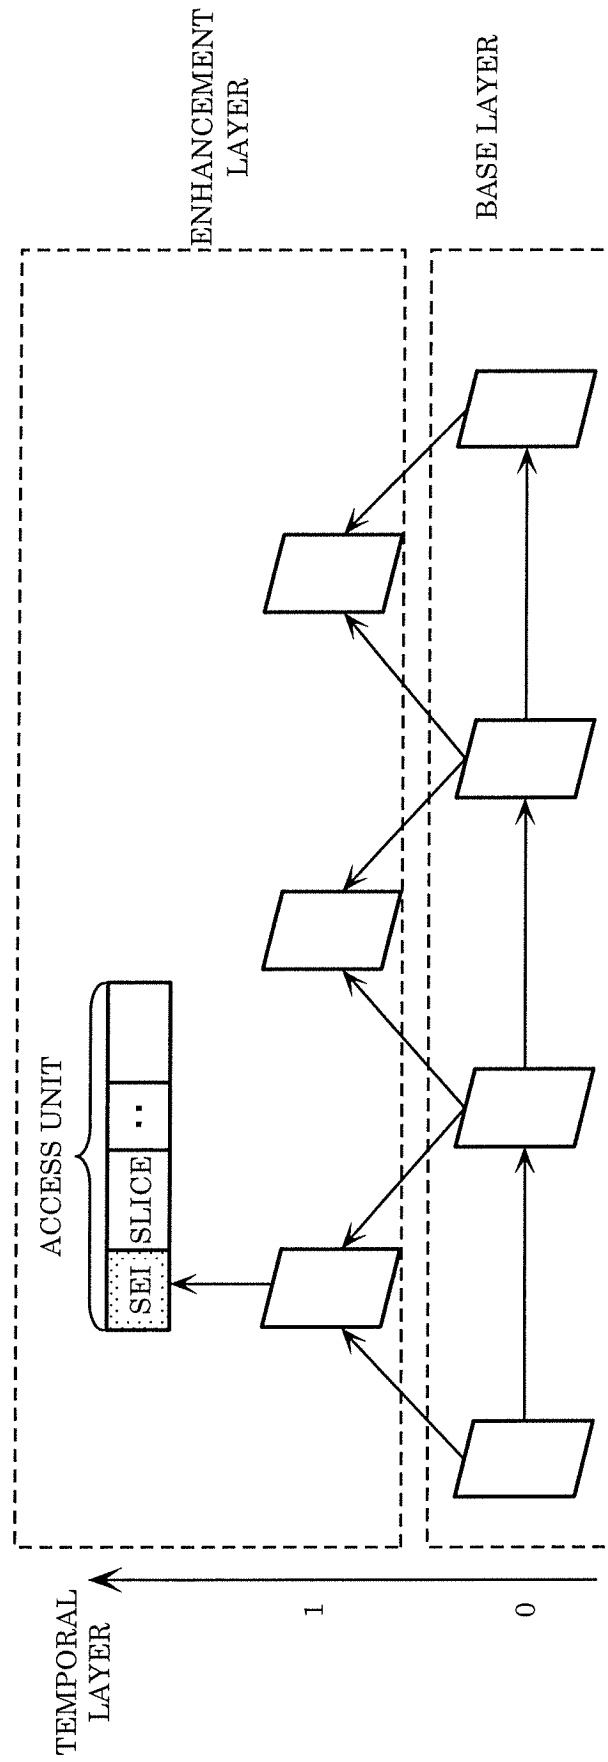 TEMPORAL
LAYER
1
0
ACCESS UNIT
SEI
SLICE
..
ENHANCEMENT
LAYER
BASE LAYER